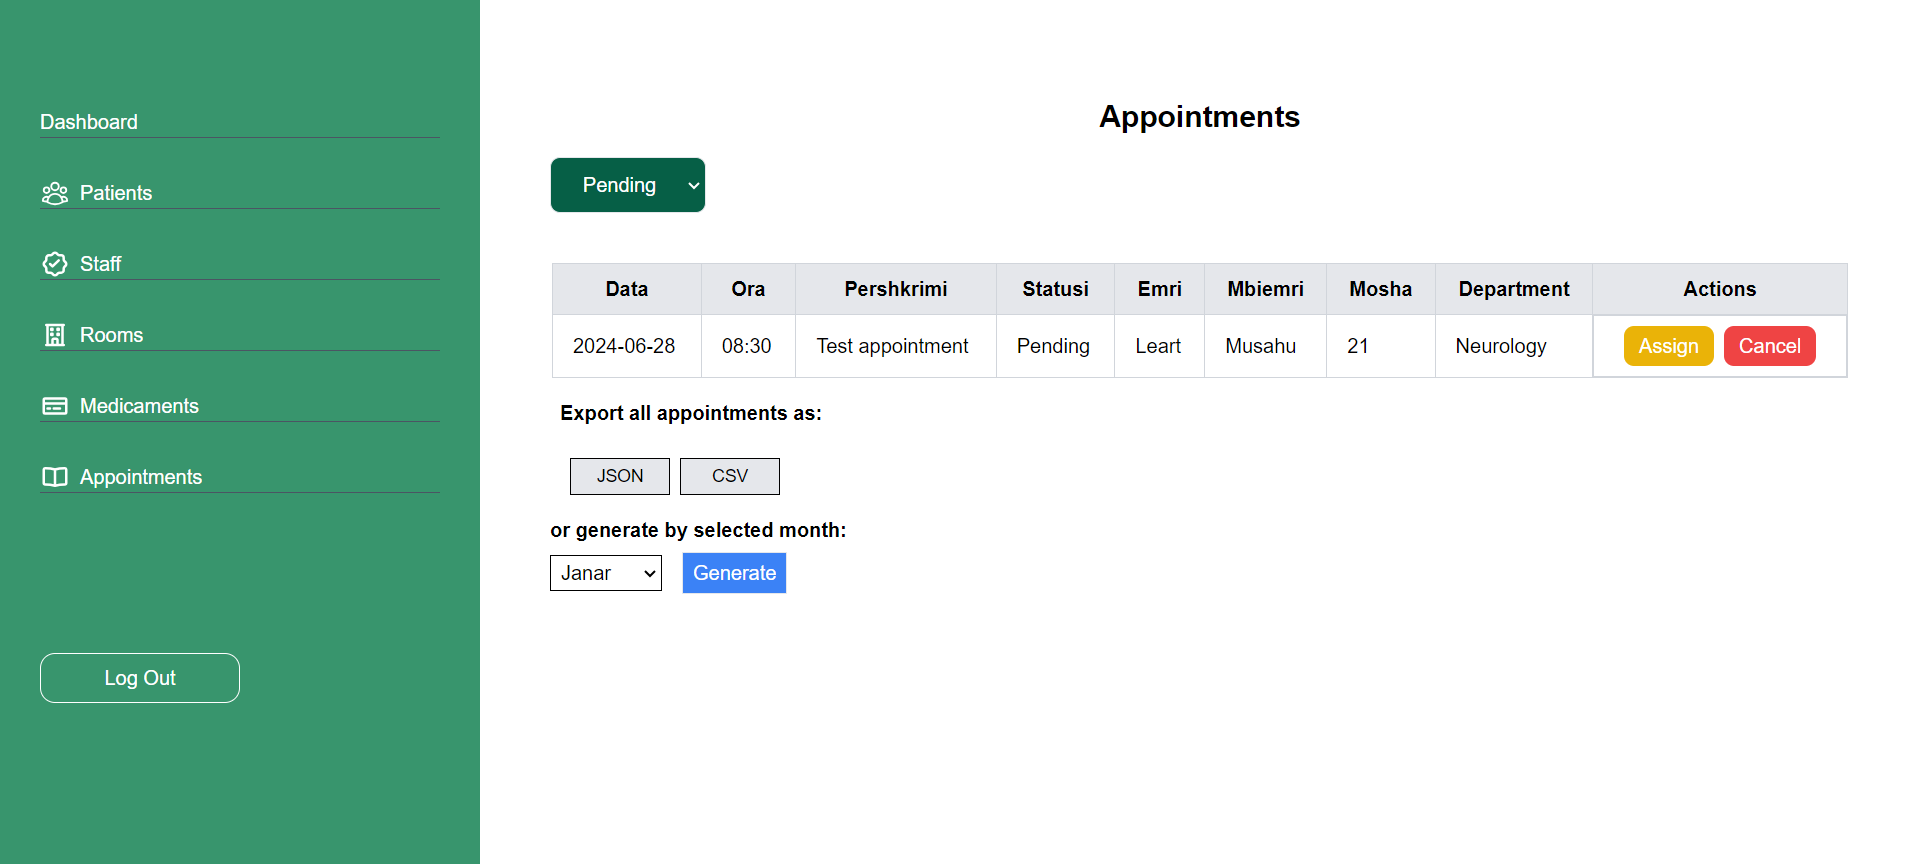 Dashboard
Patients
Staff
Rooms
Medicaments
Appointments
Log Out
Appointments
Pending
Data Ora Pershkrimi Statusi Emri Mbiemri Mosha Department Actions
2024-06-28 08:30 Test appointment Pending Leart Musahu 21 Neurology Assign Cancel
Export all appointments as:
JSON CSV
or generate by selected month:
Janar Generate